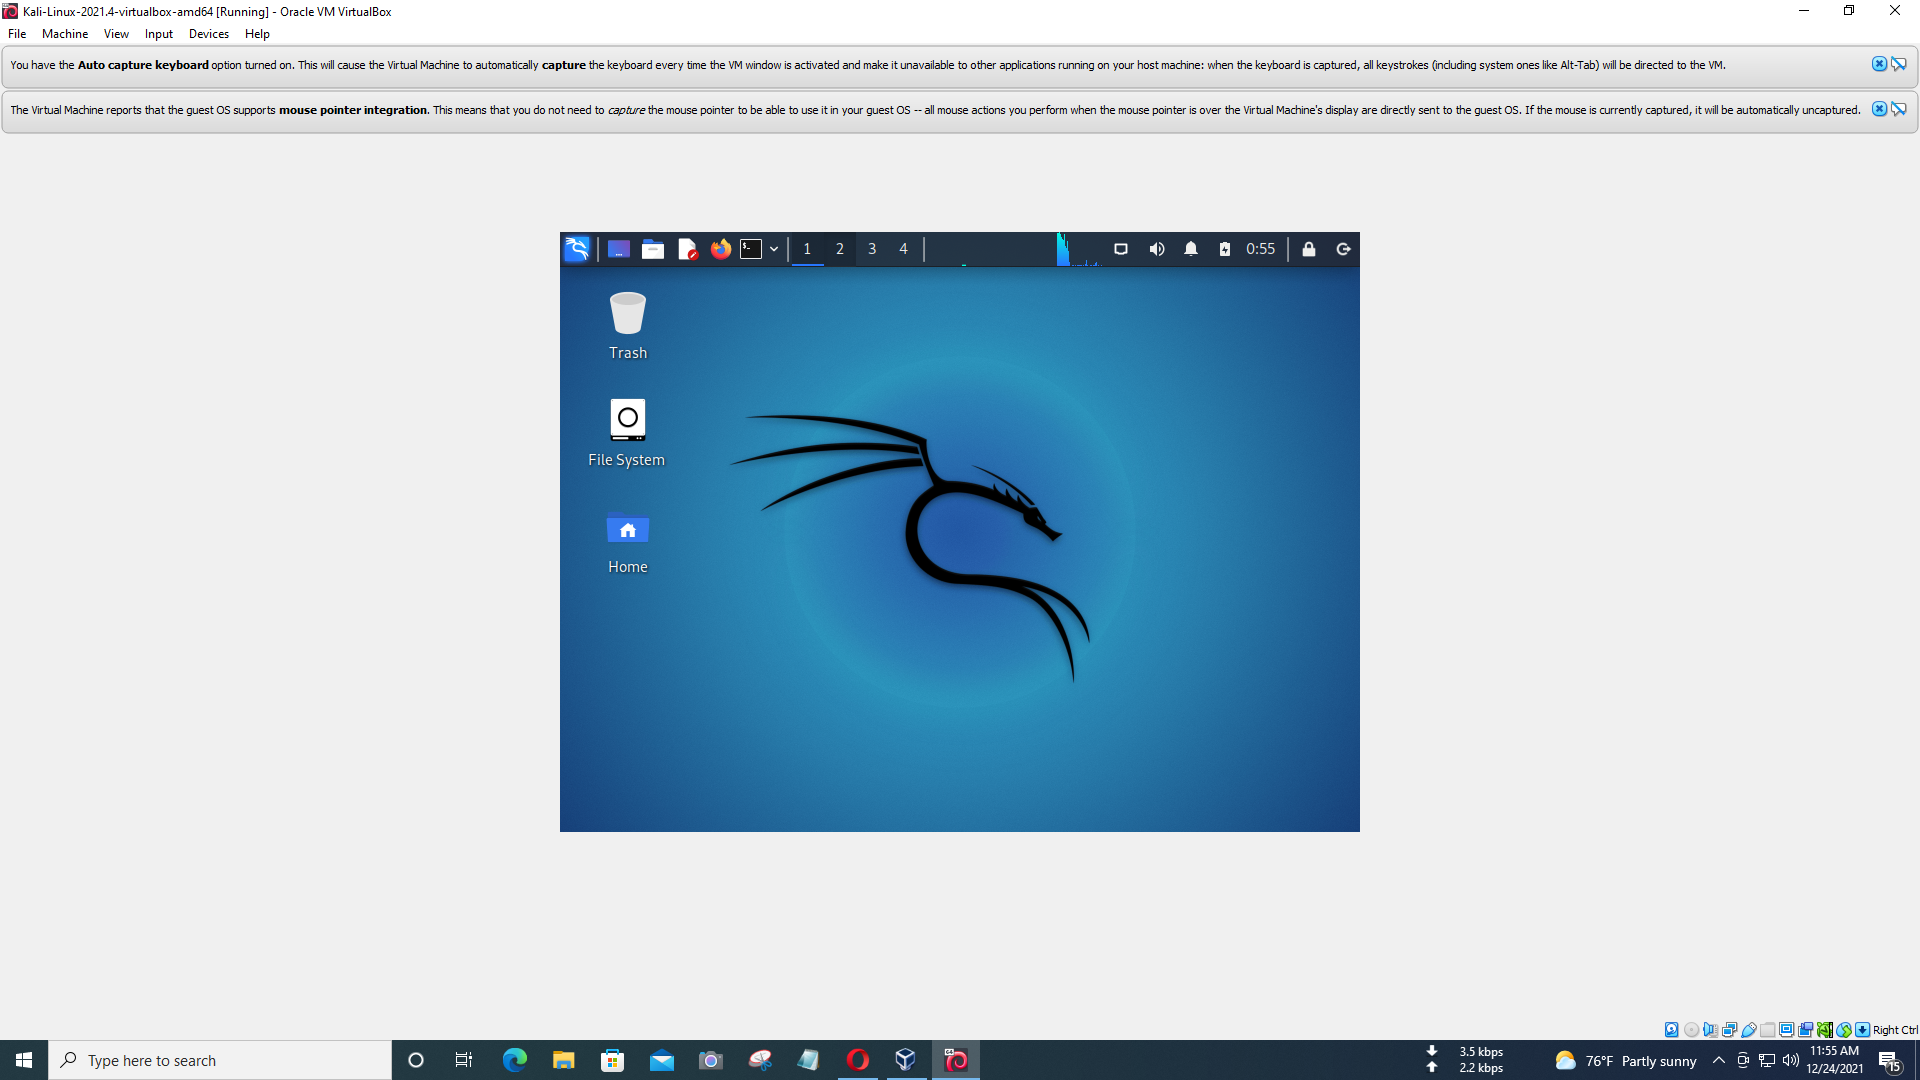 Kali-Linux-2021.4-virtualbox-amd64 [Running] - Oracle VM VirtualBox
File Machine View Input Devices Help
You have the Auto capture keyboard option turned on. This will cause the Virtual Machine to automatically capture the keyboard every time the VM window is activated and make it unavailable to other applications running on your host machine: when the keyboard is captured, all keystrokes (including system ones like Alt-Tab) will be directed to the VM.
The Virtual Machine reports that the guest OS supports mouse pointer integration. This means that you do not need to capture the mouse pointer to be able to use it in your guest OS -- all mouse actions you perform when the mouse pointer is over the Virtual Machine's display are directly sent to the guest OS. If the mouse is currently captured, it will be automatically uncaptured.
$- 1 2 3 4 0:55
Trash
File System
Home
Right Ctrl
Type here to search
64
3.5 kbps
2.2 kbps
76°F Partly sunny
11:55 AM
12/24/2021
15